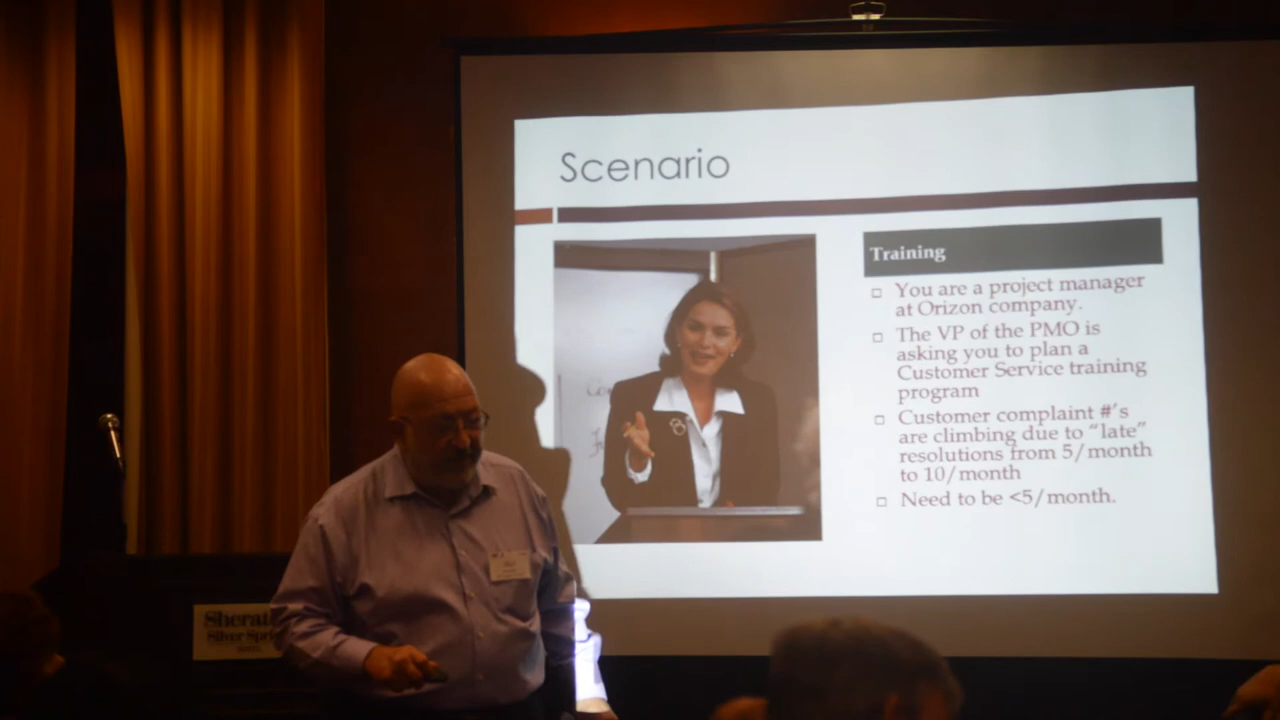 Scenario
Training
You are a project manager
at Orizon company.
The VP of the PMO is
asking you to plan a
Customer Service training
program
Customer complaint #'s
are climbing due to "late"
resolutions from 5/month
to 10/month
Need to be <5/month.
Silver